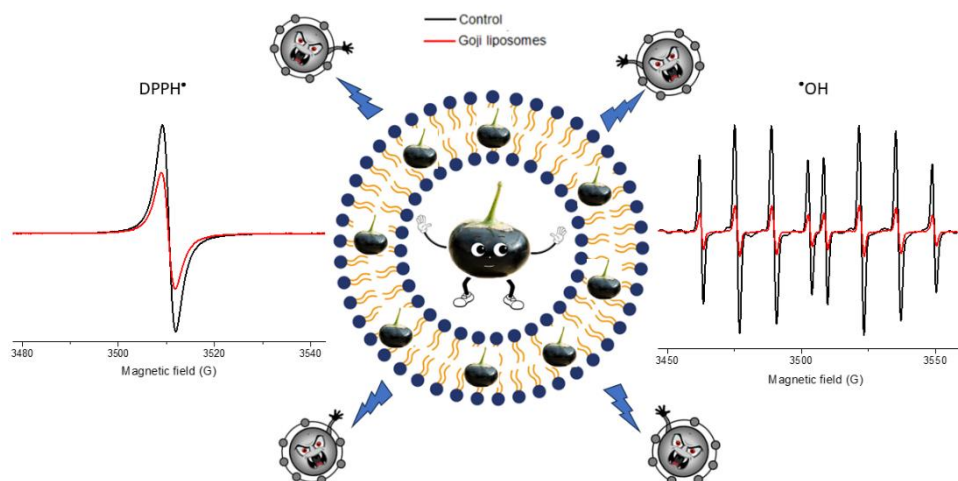 Control
Goji liposomes
DPPH•
•OH
3480 3500 3520 3540
Magnetic field (G)
3450 3500 3550
Magnetic field (G)